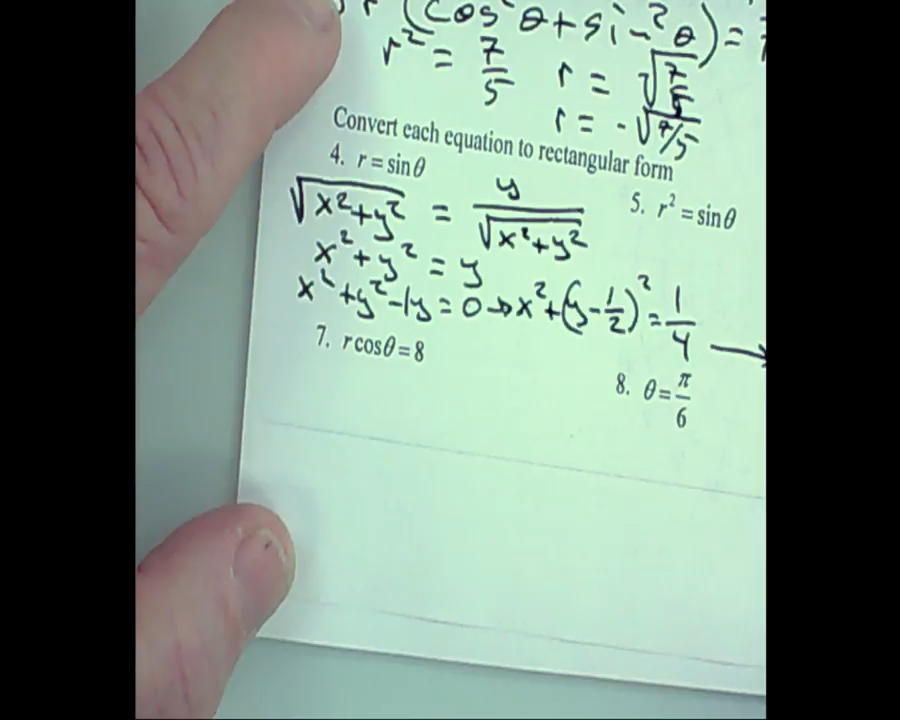 r (cos² θ + sin² θ) =
r² = 7/5 r = √(7/5)
r = -√(7/5)
Convert each equation to rectangular form
4. r = sin θ
5. r² = sin θ
√(x² + y²) = y/√(x² + y²)
x² + y² = y
x² + y² - 1y = 0 → x² + (y - 1/2)² = 1/4 →
7. r cos θ = 8
8. θ = π/6